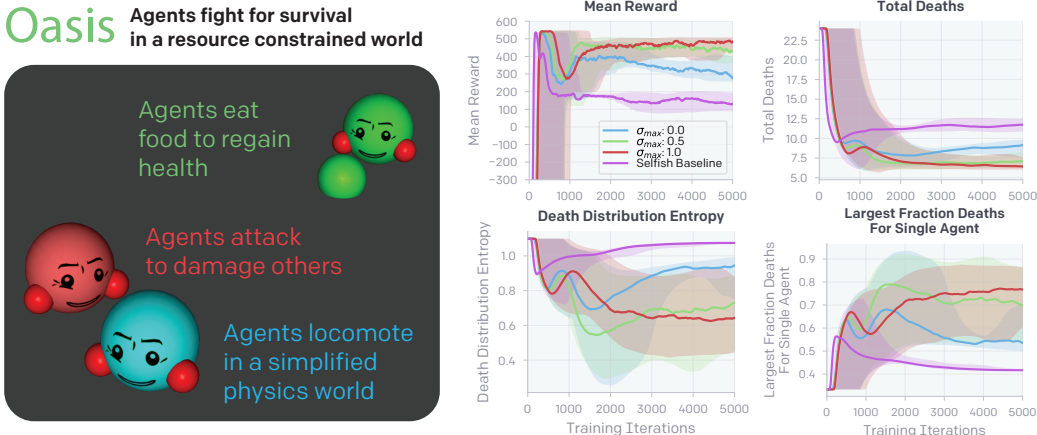 Oasis
Agents fight for survival
in a resource constrained world
Agents eat
food to regain
health
Agents attack
to damage others
Agents locomote
in a simplified
physics world
Mean Reward
Mean Reward
600
500
400
300
200
100
0
−100
−200
−300
σmax: 0.0
σmax: 0.5
σmax: 1.0
Selfish Baseline
0 1000 2000 3000 4000 5000
Total Deaths
Total Deaths
22.5
20.0
17.5
15.0
12.5
10.0
7.5
5.0
0 1000 2000 3000 4000 5000
Death Distribution Entropy
Death Distribution Entropy
1.0
0.8
0.6
0.4
0 1000 2000 3000 4000 5000
Training Iterations
Largest Fraction Deaths
For Single Agent
Largest Fraction Deaths
For Single Agent
0.9
0.8
0.7
0.6
0.5
0.4
0 1000 2000 3000 4000 5000
Training Iterations